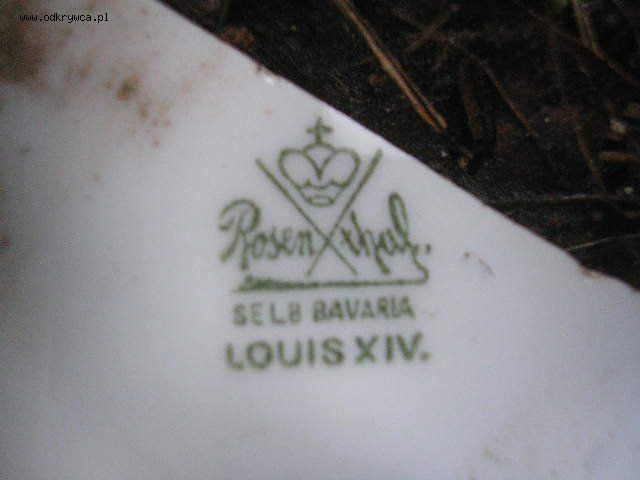 www.odkrywca.pl
Rosenthal.
SELB BAVARIA
LOUIS XIV.